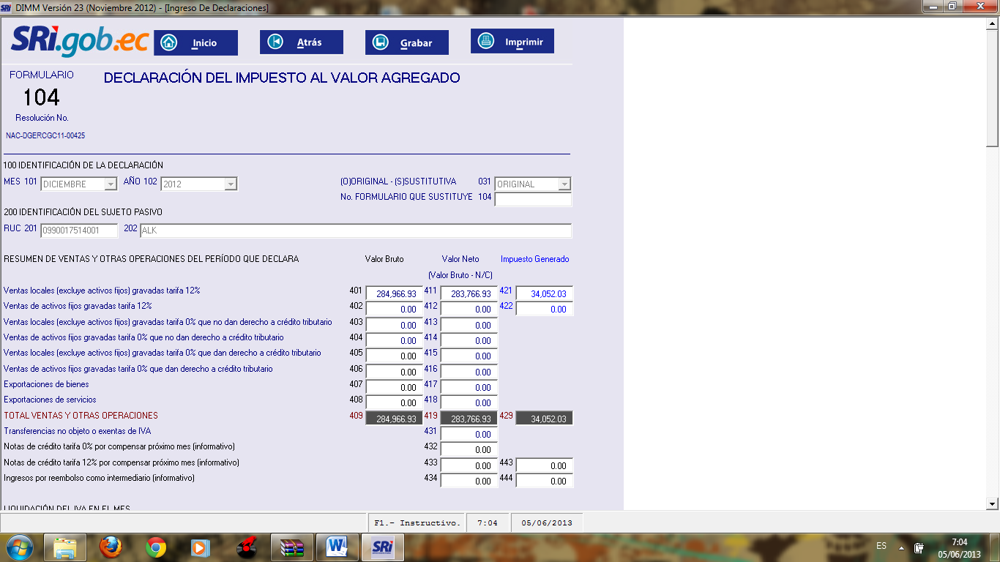 SRi DIMM Versión 23 (Noviembre 2012) - [Ingreso De Declaraciones]
SRi.gob.ec Inicio Atrás Grabar Imprimir
FORMULARIO DECLARACIÓN DEL IMPUESTO AL VALOR AGREGADO
104
Resolución No.
NAC-DGERCGC11-00425
100 IDENTIFICACIÓN DE LA DECLARACIÓN
MES 101 DICIEMBRE AÑO 102 2012 (O)ORIGINAL - (S)SUSTITUTIVA 031 ORIGINAL
No. FORMULARIO QUE SUSTITUYE 104
200 IDENTIFICACIÓN DEL SUJETO PASIVO
RUC 201 0990017514001 202 ALK
RESUMEN DE VENTAS Y OTRAS OPERACIONES DEL PERÍODO QUE DECLARA Valor Bruto Valor Neto Impuesto Generado
(Valor Bruto - N/C)
Ventas locales (excluye activos fijos) gravadas tarifa 12% 401 284,966.93 411 283,766.93 421 34,052.03
Ventas de activos fijos gravadas tarifa 12% 402 0.00 412 0.00 422 0.00
Ventas locales (excluye activos fijos) gravadas tarifa 0% que no dan derecho a crédito tributario 403 0.00 413 0.00
Ventas de activos fijos gravadas tarifa 0% que no dan derecho a crédito tributario 404 0.00 414 0.00
Ventas locales (excluye activos fijos) gravadas tarifa 0% que dan derecho a crédito tributario 405 0.00 415 0.00
Ventas de activos fijos gravadas tarifa 0% que dan derecho a crédito tributario 406 0.00 416 0.00
Exportaciones de bienes 407 0.00 417 0.00
Exportaciones de servicios 408 0.00 418 0.00
TOTAL VENTAS Y OTRAS OPERACIONES 409 284,966.93 419 283,766.93 429 34,052.03
Transferencias no objeto o exentas de IVA 431 0.00
Notas de crédito tarifa 0% por compensar próximo mes (informativo) 432 0.00
Notas de crédito tarifa 12% por compensar próximo mes (informativo) 433 0.00 443 0.00
Ingresos por reembolso como intermediario (informativo) 434 0.00 444 0.00
LIQUIDACIÓN DEL IVA EN EL MES
F1.- Instructivo. 7:04 05/06/2013
W SRi ES 7:04
05/06/2013